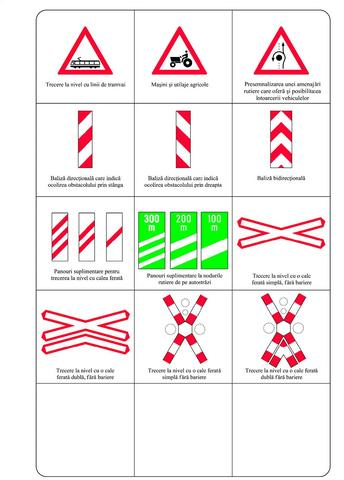 Trecere la nivel cu linii de tramvai
Mașini și utilaje agricole
Presemnalizarea unei amenajări
rutiere care oferă și posibilitatea
întoarcerii vehiculelor
Baliză direcțională care indică
ocolirea obstacolului prin stânga
Baliză direcțională care indică
ocolirea obstacolului prin dreapta
Baliză bidirecțională
Panouri suplimentare pentru
trecerea la nivel cu calea ferată
300
m
200
m
100
m
Panouri suplimentare la nodurile
rutiere de pe autostrăzi
Trecere la nivel cu o cale
ferată simplă, fără bariere
Trecere la nivel cu o cale
ferată dublă, fără bariere
Trecere la nivel cu o cale ferată
simplă fără bariere
Trecere la nivel cu o cale ferată
dublă fără bariere